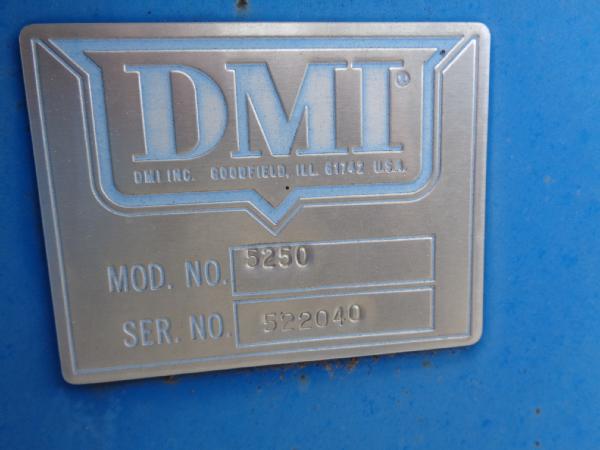 DMI®
DMI INC. GOODFIELD, ILL. 61742 U.S.A.
MOD. NO. 5250
SER. NO. 522040